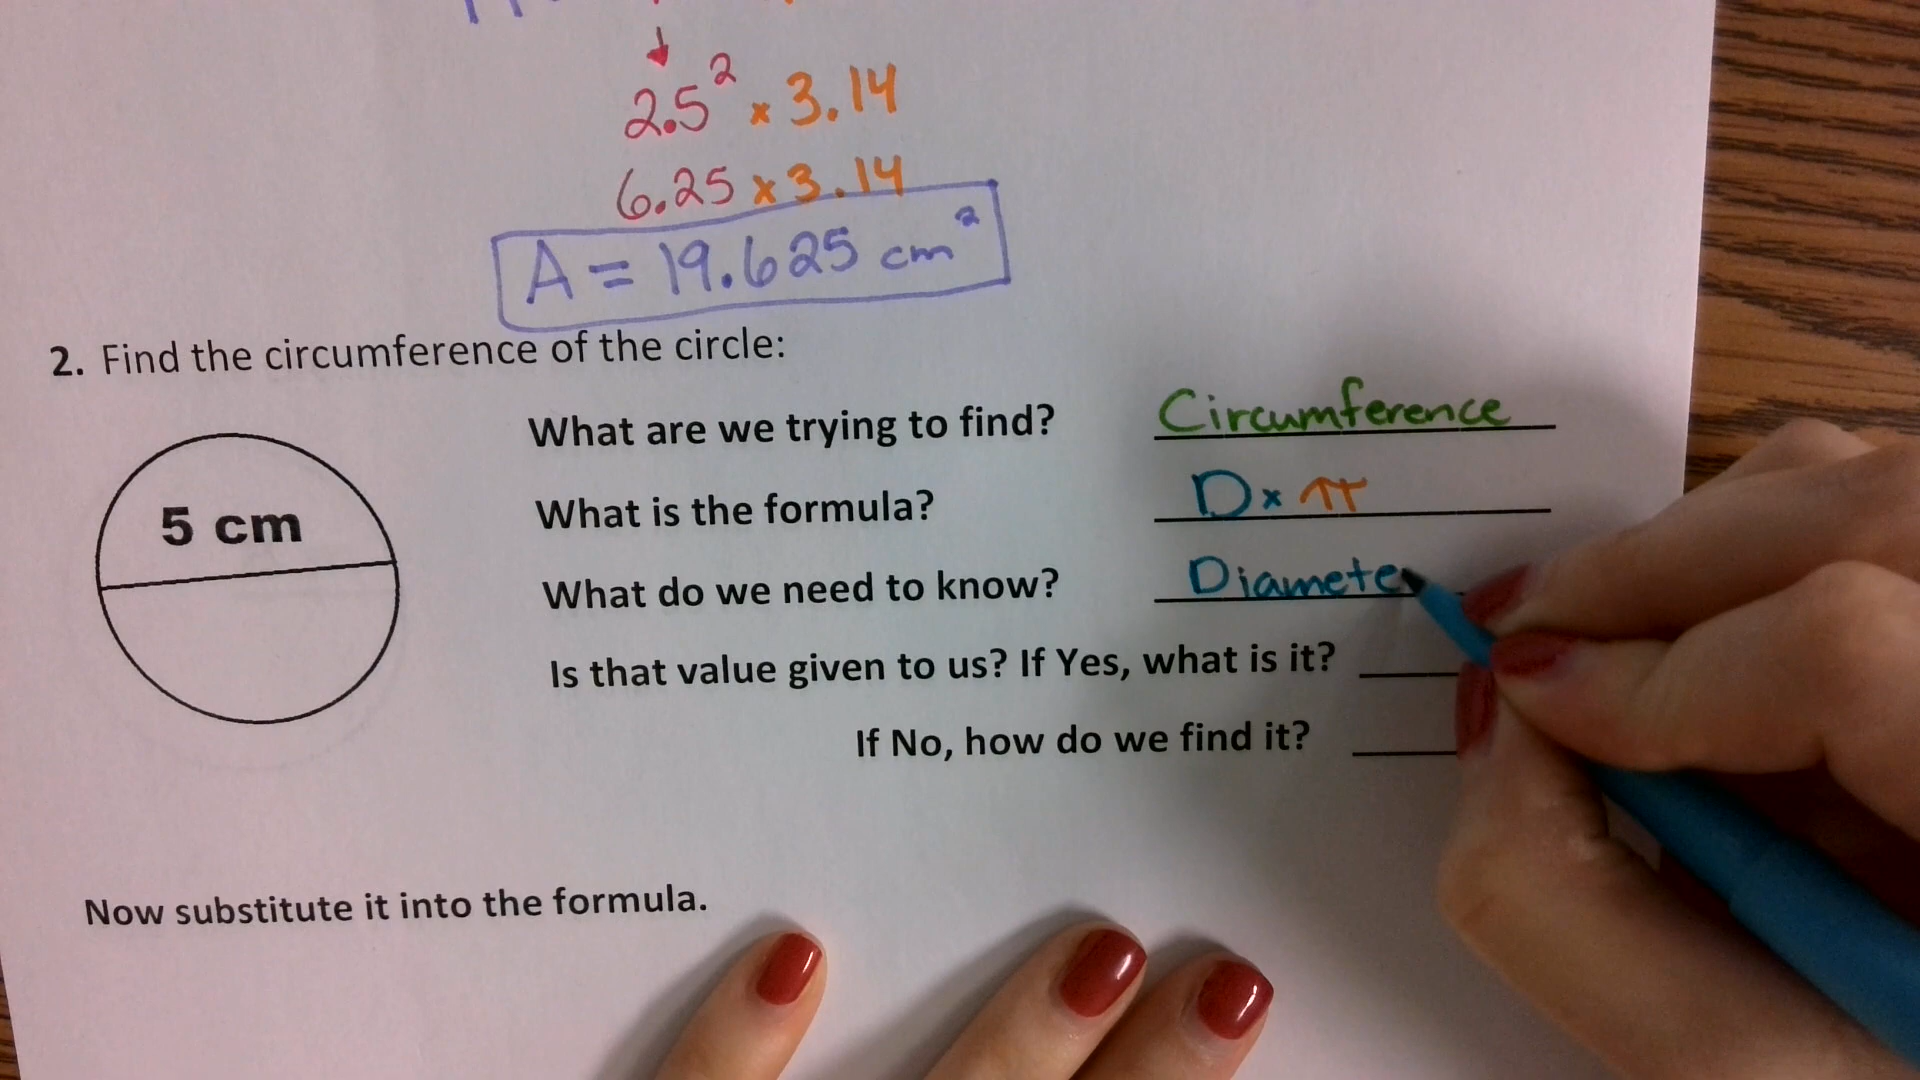 2.5² × 3.14
6.25 × 3.14
A = 19.625 cm²
2. Find the circumference of the circle:
5 cm
What are we trying to find? Circumference
What is the formula? D × π
What do we need to know? Diamete
Is that value given to us? If Yes, what is it?
If No, how do we find it?
Now substitute it into the formula.